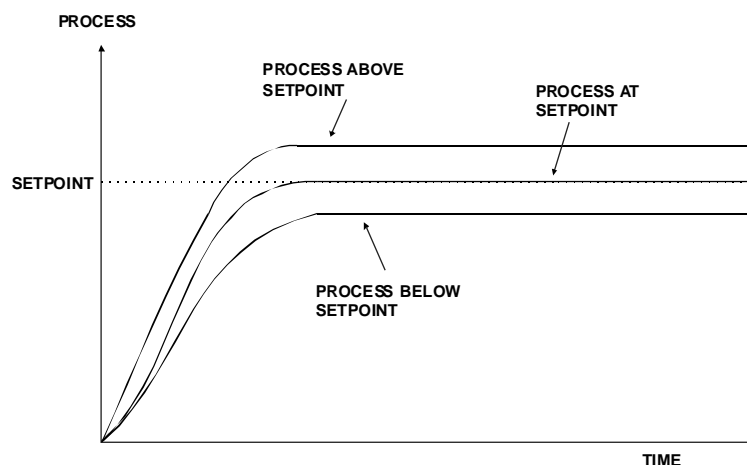 PROCESS
PROCESS ABOVE
SETPOINT
PROCESS AT
SETPOINT
SETPOINT
PROCESS BELOW
SETPOINT
TIME